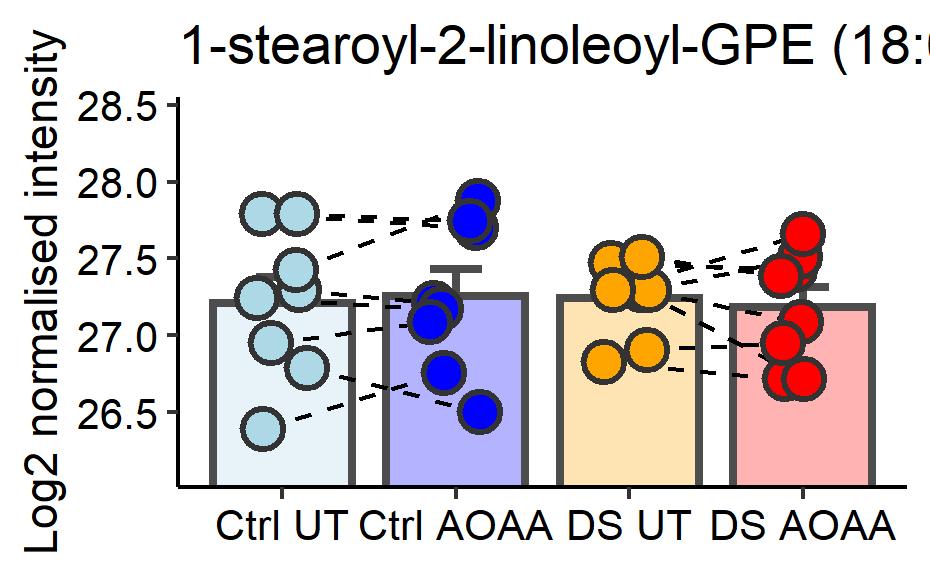 1-stearoyl-2-linoleoyl-GPE (18:
Log2 normalised intensity
28.5
28.0
27.5
27.0
26.5
Ctrl UT Ctrl AOAA DS UT DS AOAA